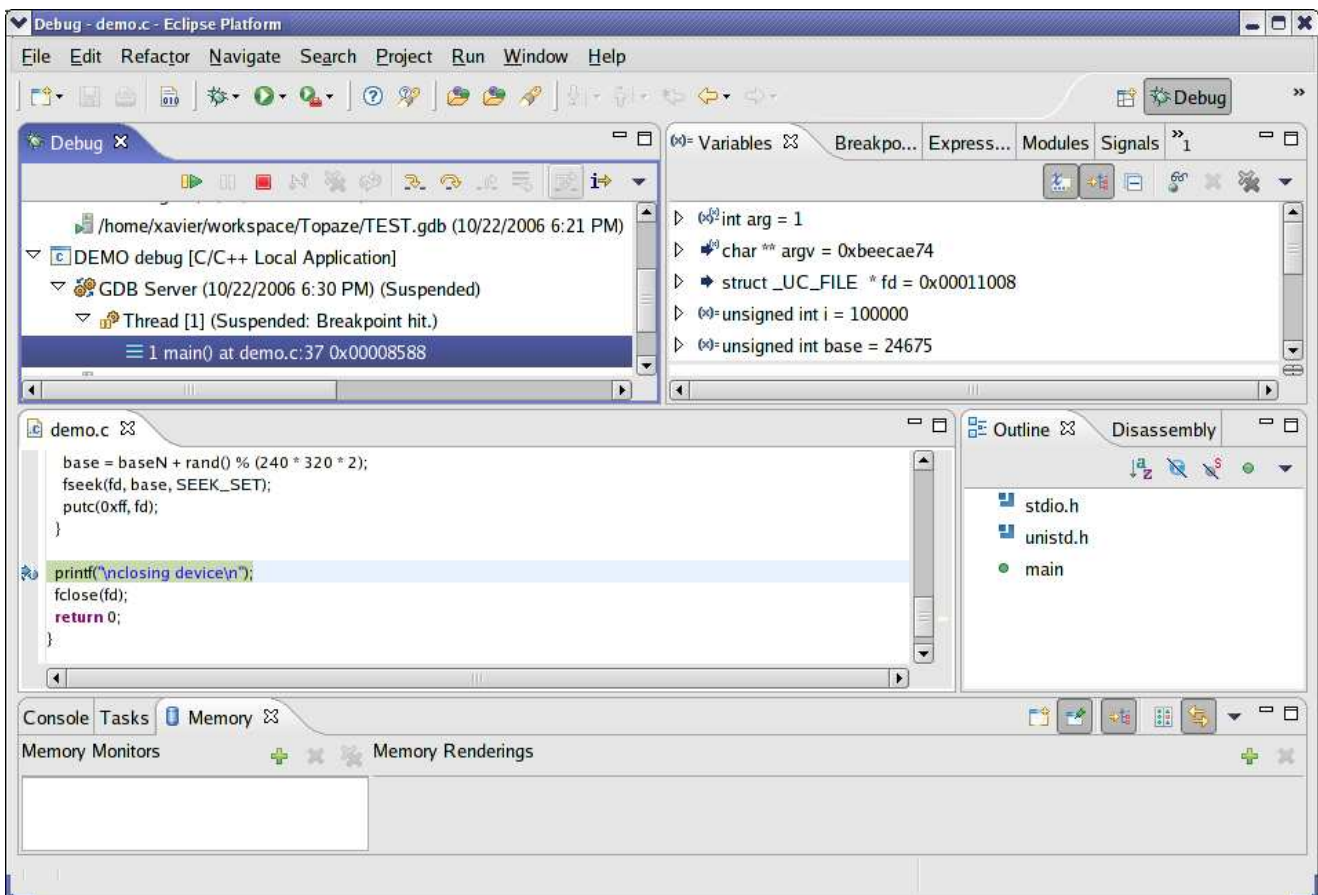 Debug - demo.c - Eclipse Platform
File Edit Refactor Navigate Search Project Run Window Help
010
Debug
»
Debug
(x)= Variables Breakpo... Express... Modules Signals »1
/home/xavier/workspace/Topaze/TEST.gdb (10/22/2006 6:21 PM)
DEMO debug [C/C++ Local Application]
GDB Server (10/22/2006 6:30 PM) (Suspended)
Thread [1] (Suspended: Breakpoint hit.)
1 main() at demo.c:37 0x00008588
int arg = 1
char ** argv = 0xbeecae74
struct _UC_FILE * fd = 0x00011008
(x)= unsigned int i = 100000
(x)= unsigned int base = 24675
demo.c
base = baseN + rand() % (240 * 320 * 2);
fseek(fd, base, SEEK_SET);
putc(0xff, fd);
}
printf("\nclosing device\n");
fclose(fd);
return 0;
}
Outline Disassembly
stdio.h
unistd.h
main
Console Tasks Memory
Memory Monitors
Memory Renderings